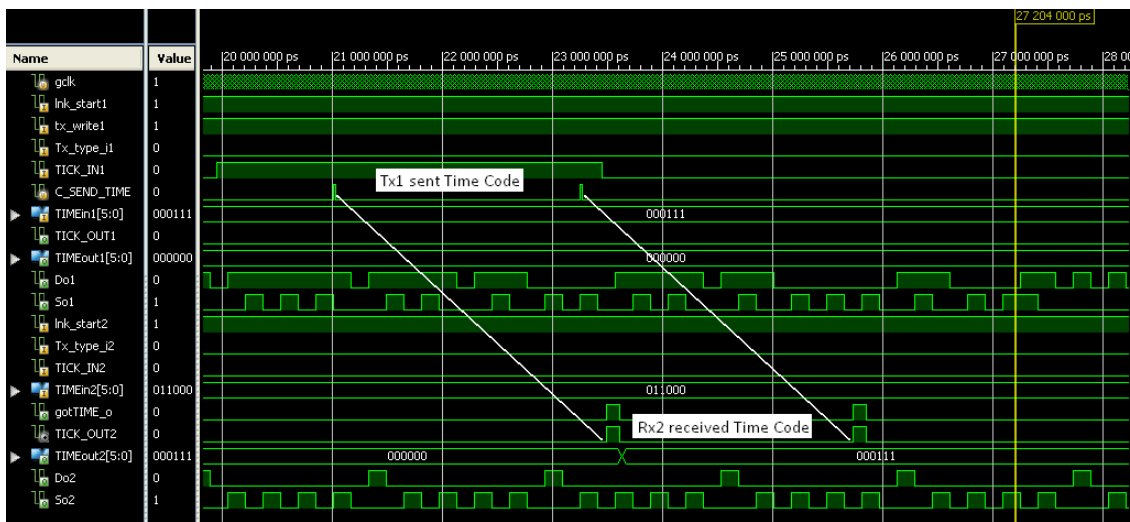 27 204 000 ps
Name Value 20 000 000 ps 21 000 000 ps 22 000 000 ps 23 000 000 ps 24 000 000 ps 25 000 000 ps 26 000 000 ps 27 000 000 ps 28 00
gclk 1
lnk_start1 1
tx_write1 1
Tx_type_i1 0
TICK_IN1 0
Tx1 sent Time Code
C_SEND_TIME 0
TIMEin1[5:0] 000111 000111
TICK_OUT1 0
TIMEout1[5:0] 000000 000000
Do1 0
So1 1
lnk_start2 1
Tx_type_i2 0
TICK_IN2 0
TIMEin2[5:0] 011000 011000
gotTIME_o 0
Rx2 received Time Code
TICK_OUT2 0
TIMEout2[5:0] 000111 000000 000111
Do2 0
So2 1